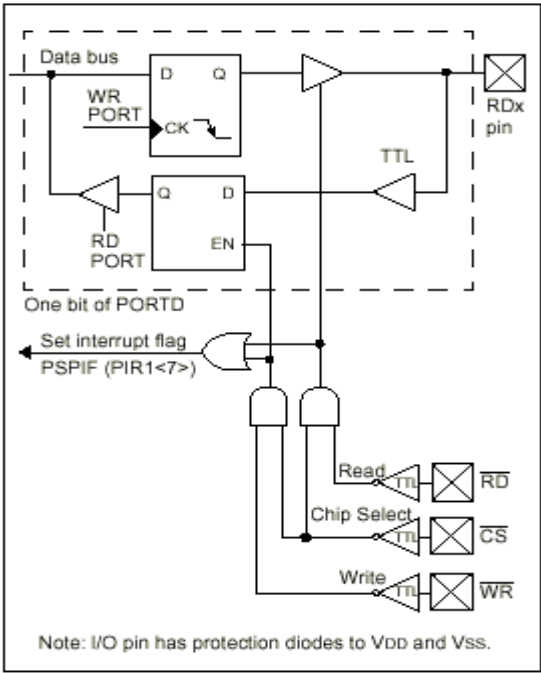 Data bus
D Q
WR
PORT
CK
RDx
pin
TTL
Q D
EN
RD
PORT
One bit of PORTD
Set interrupt flag
PSPIF (PIR1<7>)
Read
TTL
RD
Chip Select
TTL
CS
Write
TTL
WR
Note: I/O pin has protection diodes to VDD and VSS.